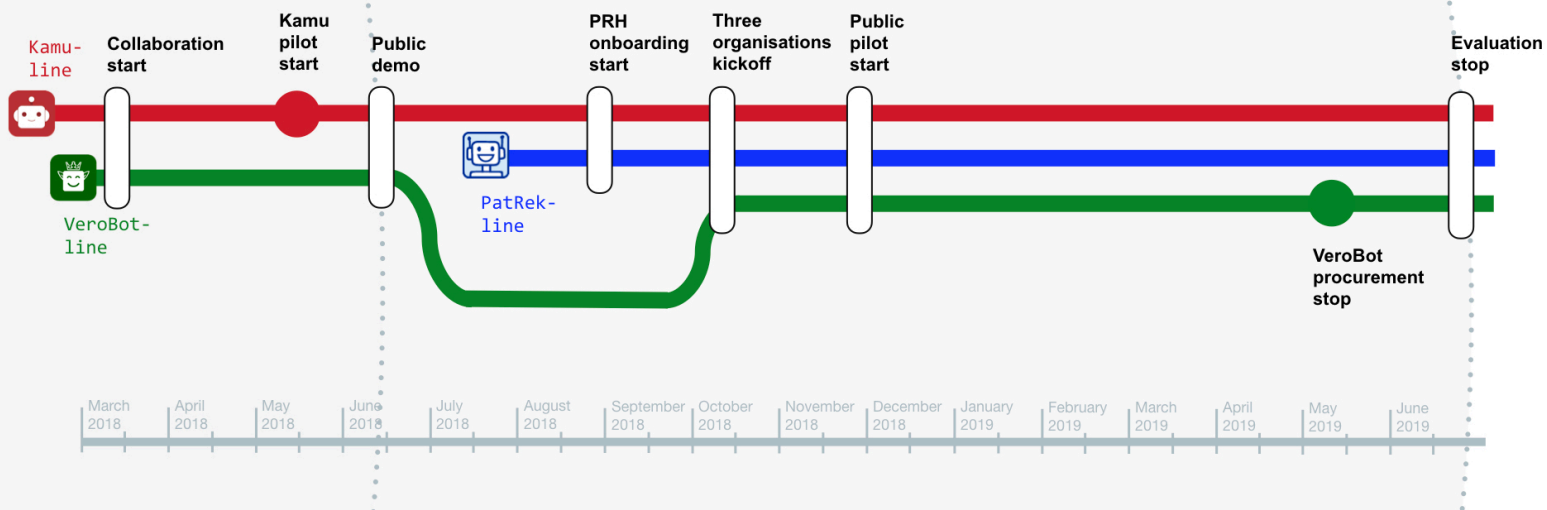 Kamu-
line
Collaboration
start
Kamu
pilot
start
Public
demo
PRH
onboarding
start
Three
organisations
kickoff
Public
pilot
start
Evaluation
stop
VeroBot-
line
PatRek-
line
VeroBot
procurement
stop
March
2018
April
2018
May
2018
June
2018
July
2018
August
2018
September
2018
October
2018
November
2018
December
2018
January
2019
February
2019
March
2019
April
2019
May
2019
June
2019